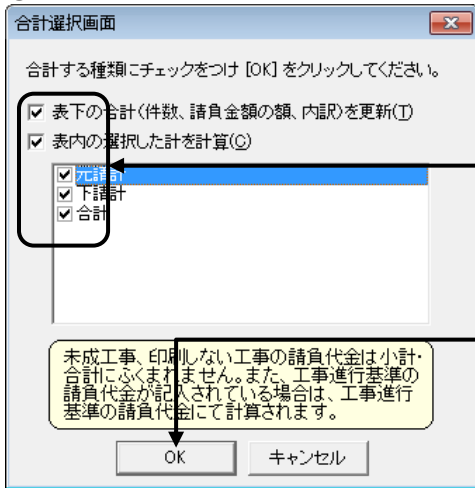 合計選択画面
合計する種類にチェックをつけ [OK] をクリックしてください。
表下の合計(件数、請負金額の額、内訳)を更新(T)
表内の選択した計を計算(C)
元請計
下請計
合計
未成工事、印刷しない工事の請負代金は小計・
合計にふくまれません。また、工事進行基準の
請負代金が記入されている場合は、工事進行
基準の請負代金にて計算されます。
OK
キャンセル